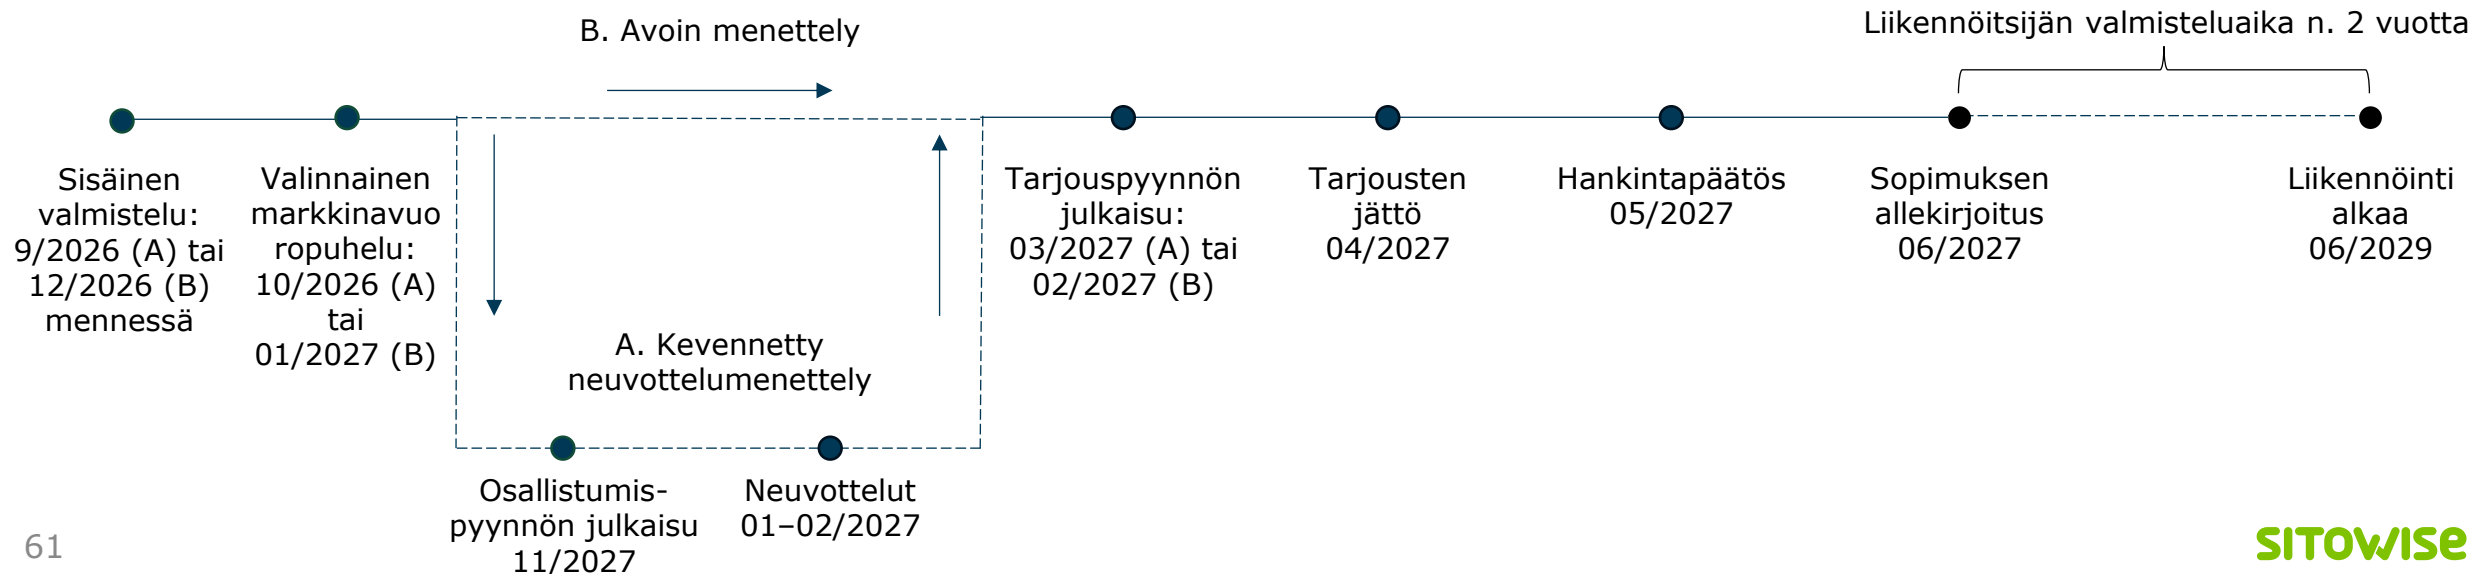 B. Avoin menettely
Liikennöitsijän valmisteluaika n. 2 vuotta
Sisäinen
valmistelu:
9/2026 (A) tai
12/2026 (B)
mennessä
Valinnainen
markkinavuo
ropuhelu:
10/2026 (A)
tai
01/2027 (B)
A. Kevennetty
neuvottelumenettely
Osallistumis-
pyynnön julkaisu
11/2027
Neuvottelut
01–02/2027
Tarjouspyynnön
julkaisu:
03/2027 (A) tai
02/2027 (B)
Tarjousten
jättö
04/2027
Hankintapäätös
05/2027
Sopimuksen
allekirjoitus
06/2027
Liikennöinti
alkaa
06/2029
61
SITOWISE